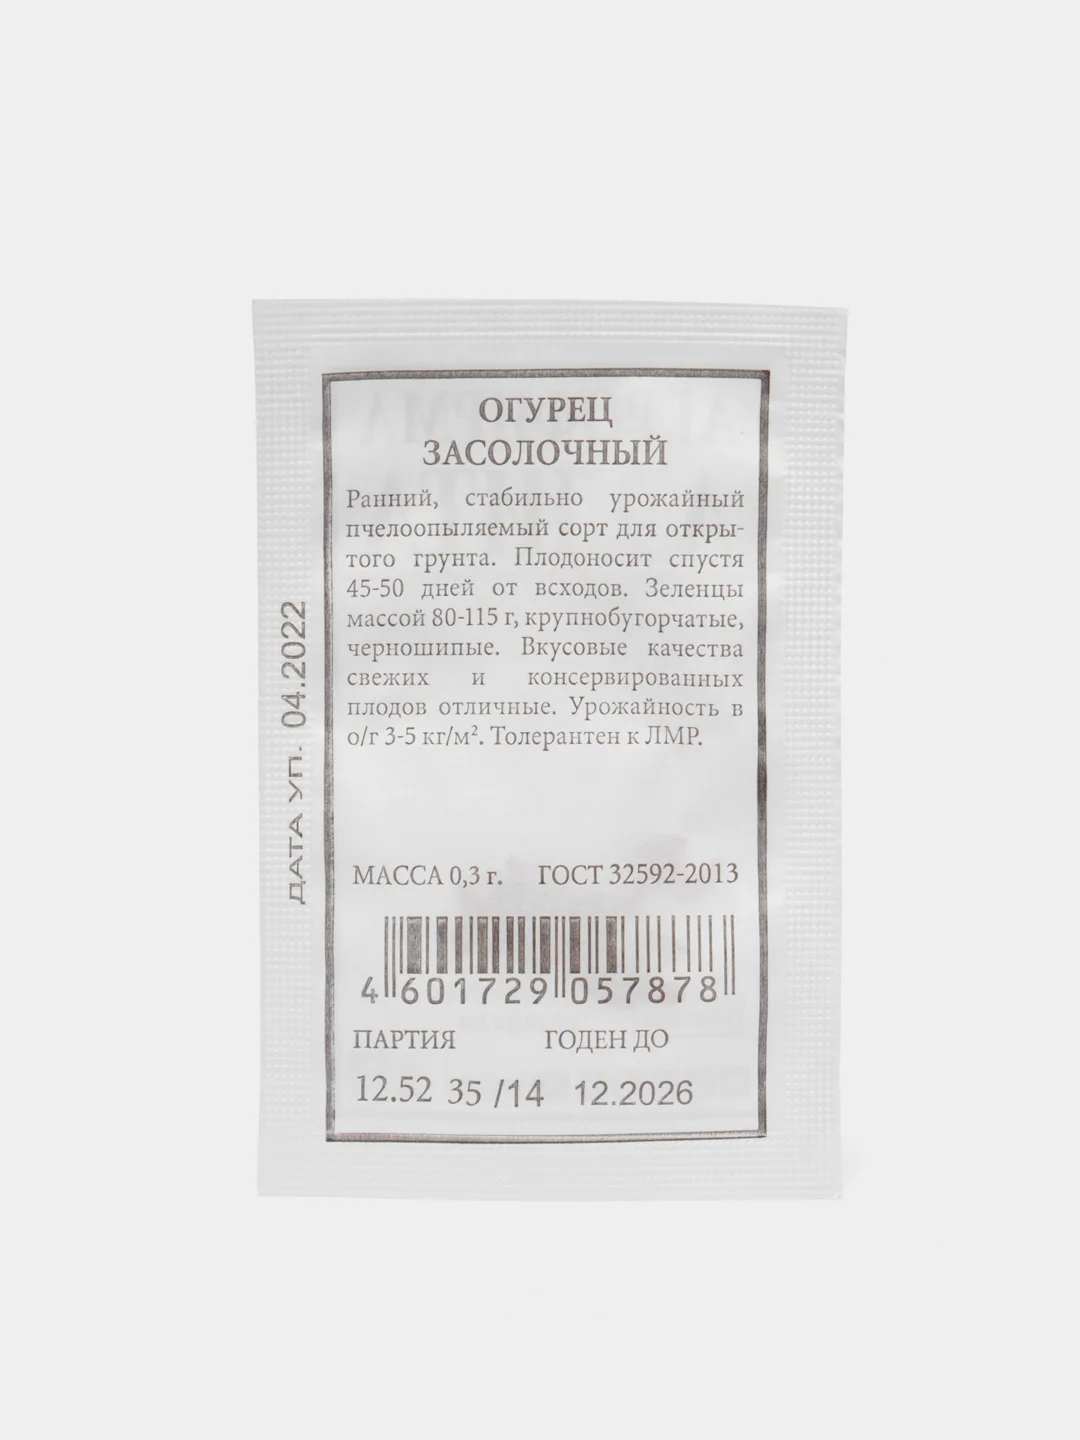 ОГУРЕЦ
ЗАСОЛОЧНЫЙ
Ранний, стабильно урожайный
пчелоопыляемый сорт для откры-
того грунта. Плодоносит спустя
45-50 дней от всходов. Зеленцы
массой 80-115 г, крупнобугорчатые,
черношипые. Вкусовые качества
свежих и консервированных
плодов отличные. Урожайность в
о/г 3-5 кг/м². Толерантен к ЛМР.
МАССА 0,3 г. ГОСТ 32592-2013
4 601729 057878
ПАРТИЯ ГОДЕН ДО
12.52 35 /14 12.2026
ДАТА УП. 04.2022